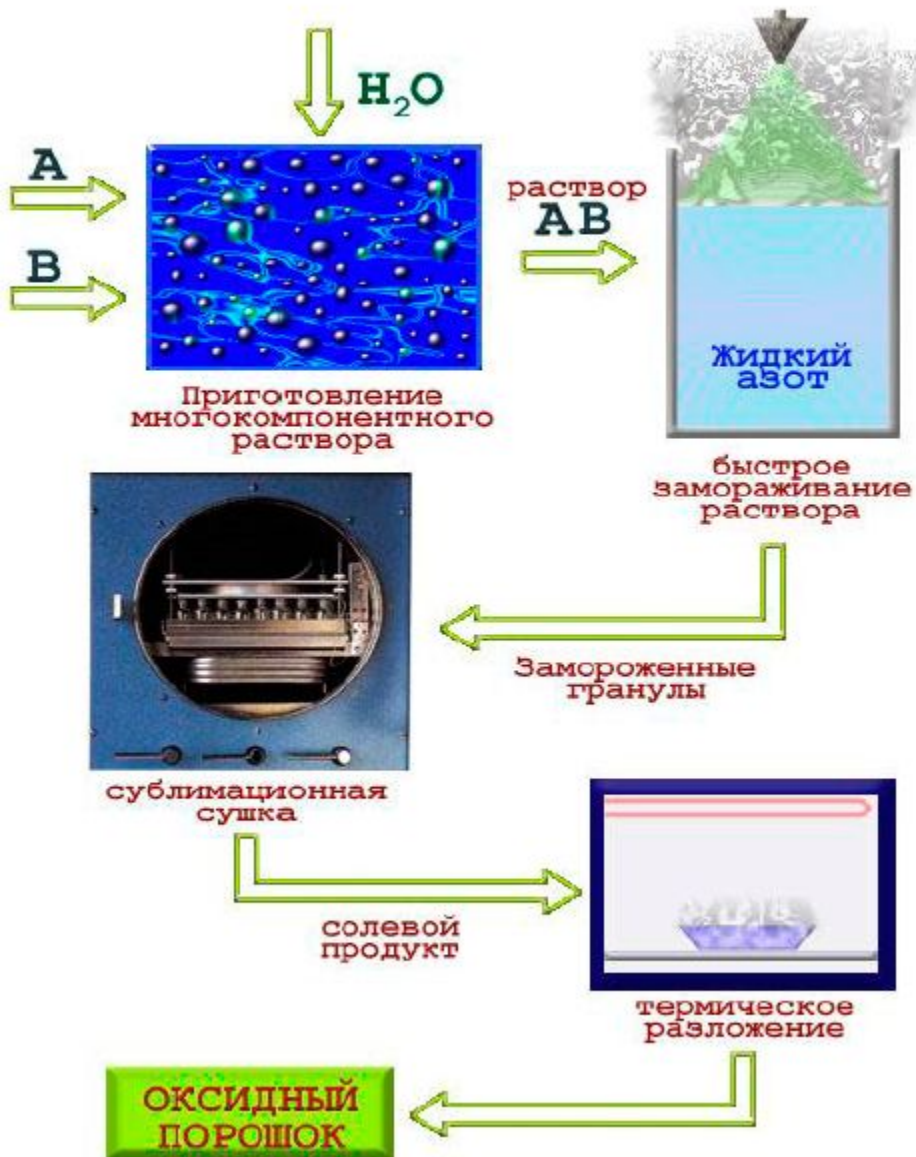 H₂O
A
B
раствор
AB
Жидкий
азот
Приготовление
многокомпонентного
раствора
быстрое
замораживание
раствора
Замороженные
гранулы
сублимационная
сушка
солевой
продукт
термическое
разложение
ОКСИДНЫЙ
ПОРОШОК